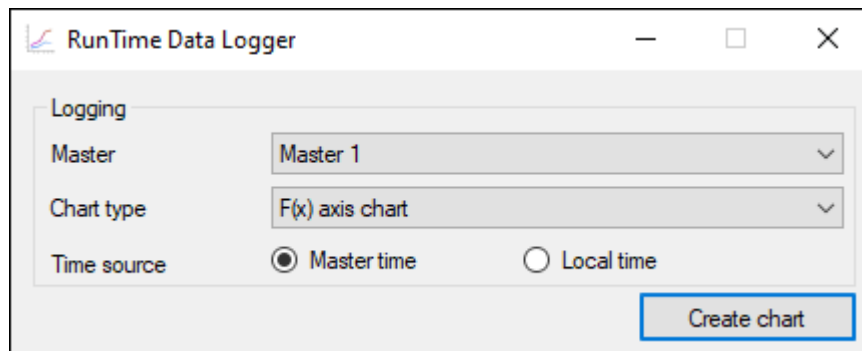 RunTime Data Logger
Logging
Master Master 1
Chart type F(x) axis chart
Time source Master time Local time
Create chart